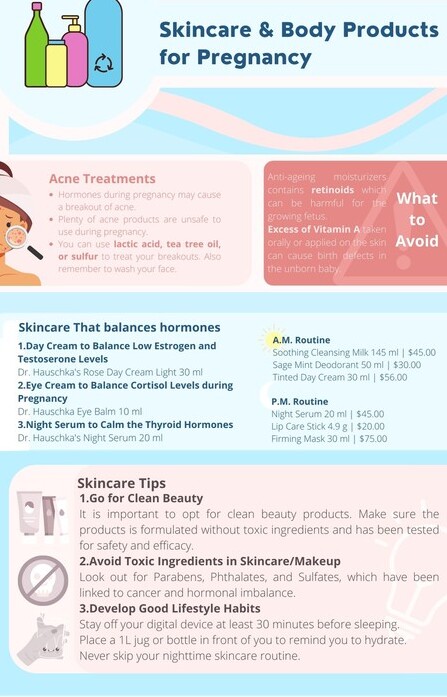 Skincare & Body Products
for Pregnancy
Acne Treatments
Hormones during pregnancy may cause
a breakout of acne.
Plenty of acne products are unsafe to
use during pregnancy.
You can use lactic acid, tea tree oil,
or sulfur to treat your breakouts. Also
remember to wash your face.
Anti-ageing moisturizers
contains retinoids which
can be harmful for the
growing fetus.
Excess of Vitamin A taken
orally or applied on the skin
can cause birth defects in
the unborn baby.
What
to
Avoid
Skincare That balances hormones
1.Day Cream to Balance Low Estrogen and
Testoserone Levels
Dr. Hauschka's Rose Day Cream Light 30 ml
2.Eye Cream to Balance Cortisol Levels during
Pregnancy
Dr. Hauschka Eye Balm 10 ml
3.Night Serum to Calm the Thyroid Hormones
Dr. Hauschka's Night Serum 20 ml
A.M. Routine
Soothing Cleansing Milk 145 ml | $45.00
Sage Mint Deodorant 50 ml | $30.00
Tinted Day Cream 30 ml | $56.00
P.M. Routine
Night Serum 20 ml | $45.00
Lip Care Stick 4.9 g | $20.00
Firming Mask 30 ml | $75.00
Skincare Tips
1.Go for Clean Beauty
It is important to opt for clean beauty products. Make sure the
products is formulated without toxic ingredients and has been tested
for safety and efficacy.
2.Avoid Toxic Ingredients in Skincare/Makeup
Look out for Parabens, Phthalates, and Sulfates, which have been
linked to cancer and hormonal imbalance.
3.Develop Good Lifestyle Habits
Stay off your digital device at least 30 minutes before sleeping.
Place a 1L jug or bottle in front of you to remind you to hydrate.
Never skip your nighttime skincare routine.